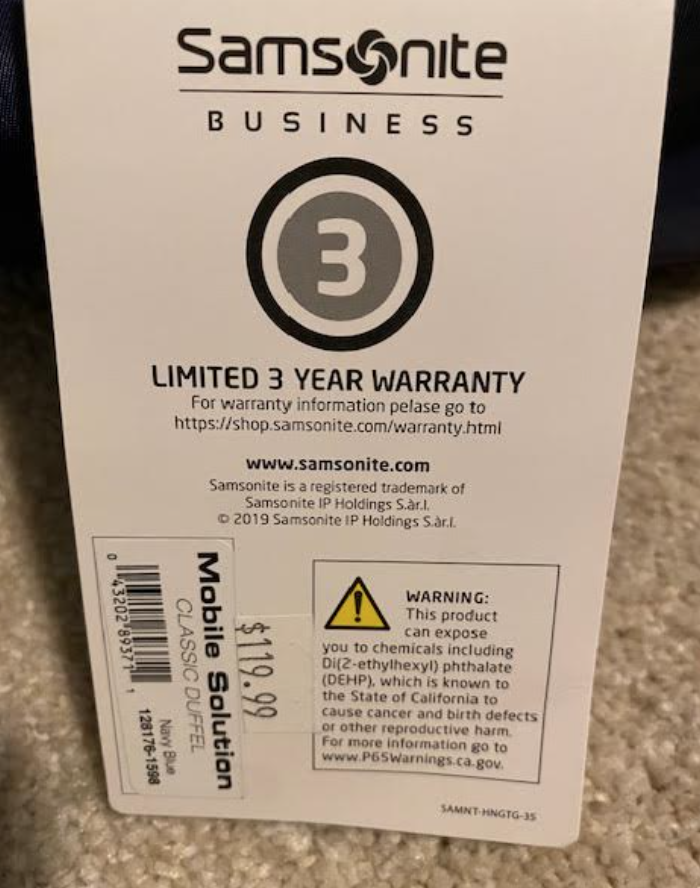 Samsonite
BUSINESS
3
LIMITED 3 YEAR WARRANTY
For warranty information pelase go to
https://shop.samsonite.com/warranty.html
www.samsonite.com
Samsonite is a registered trademark of
Samsonite IP Holdings S.àr.l.
© 2019 Samsonite IP Holdings S.àr.l.
Mobile Solution
CLASSIC DUFFEL
Navy Blue
128176-1598
0 43202 89371 1
$119.99
WARNING:
This product
can expose
you to chemicals including
Di(2-ethylhexyl) phthalate
(DEHP), which is known to
the State of California to
cause cancer and birth defects
or other reproductive harm.
For more information go to
www.P65Warnings.ca.gov.
SAMNT-HNGTG-35